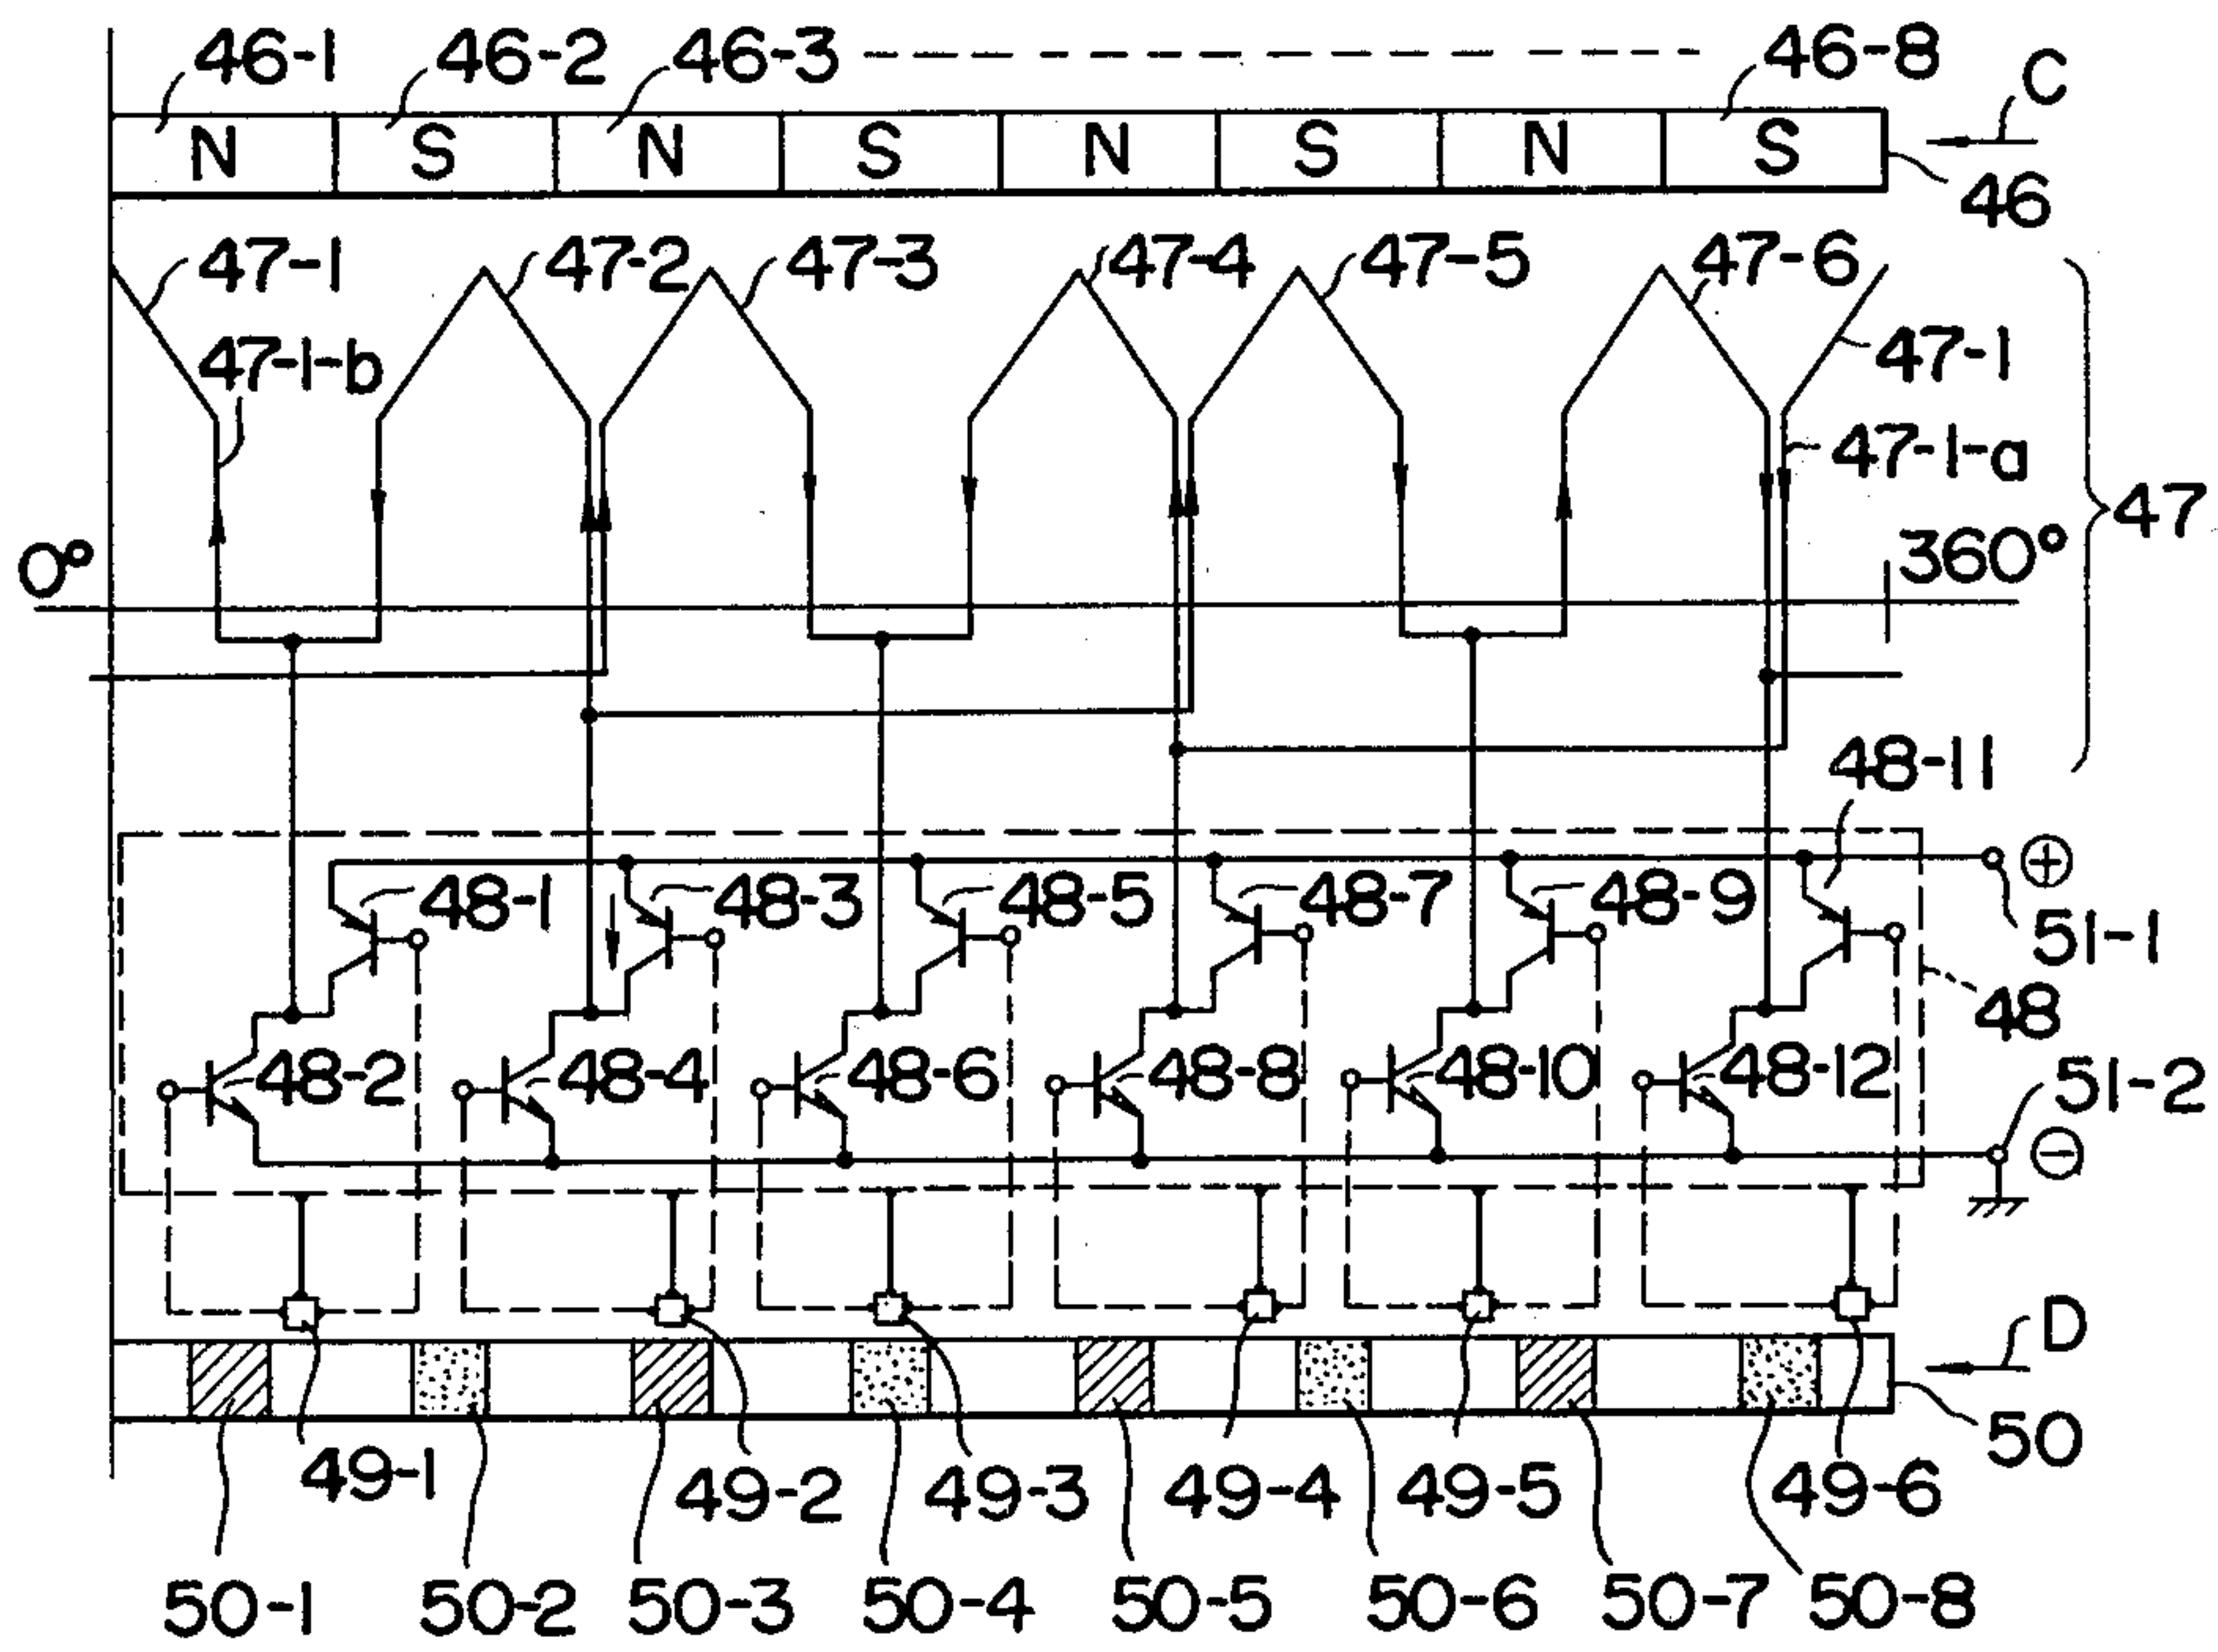 46-1 46-2 46-3 46-8 C
N S N S N S N S
46
47-1 47-2 47-3 47-4 47-5 47-6
47-1-b 47-1
47-1-a
47
0° 360°
48-11
⊕
48-1 48-3 48-5 48-7 48-9
51-1
48
48-2 48-4 48-6 48-8 48-10 48-12 51-2
⊖
D
50
49-1 49-2 49-3 49-4 49-5 49-6
50-1 50-2 50-3 50-4 50-5 50-6 50-7 50-8